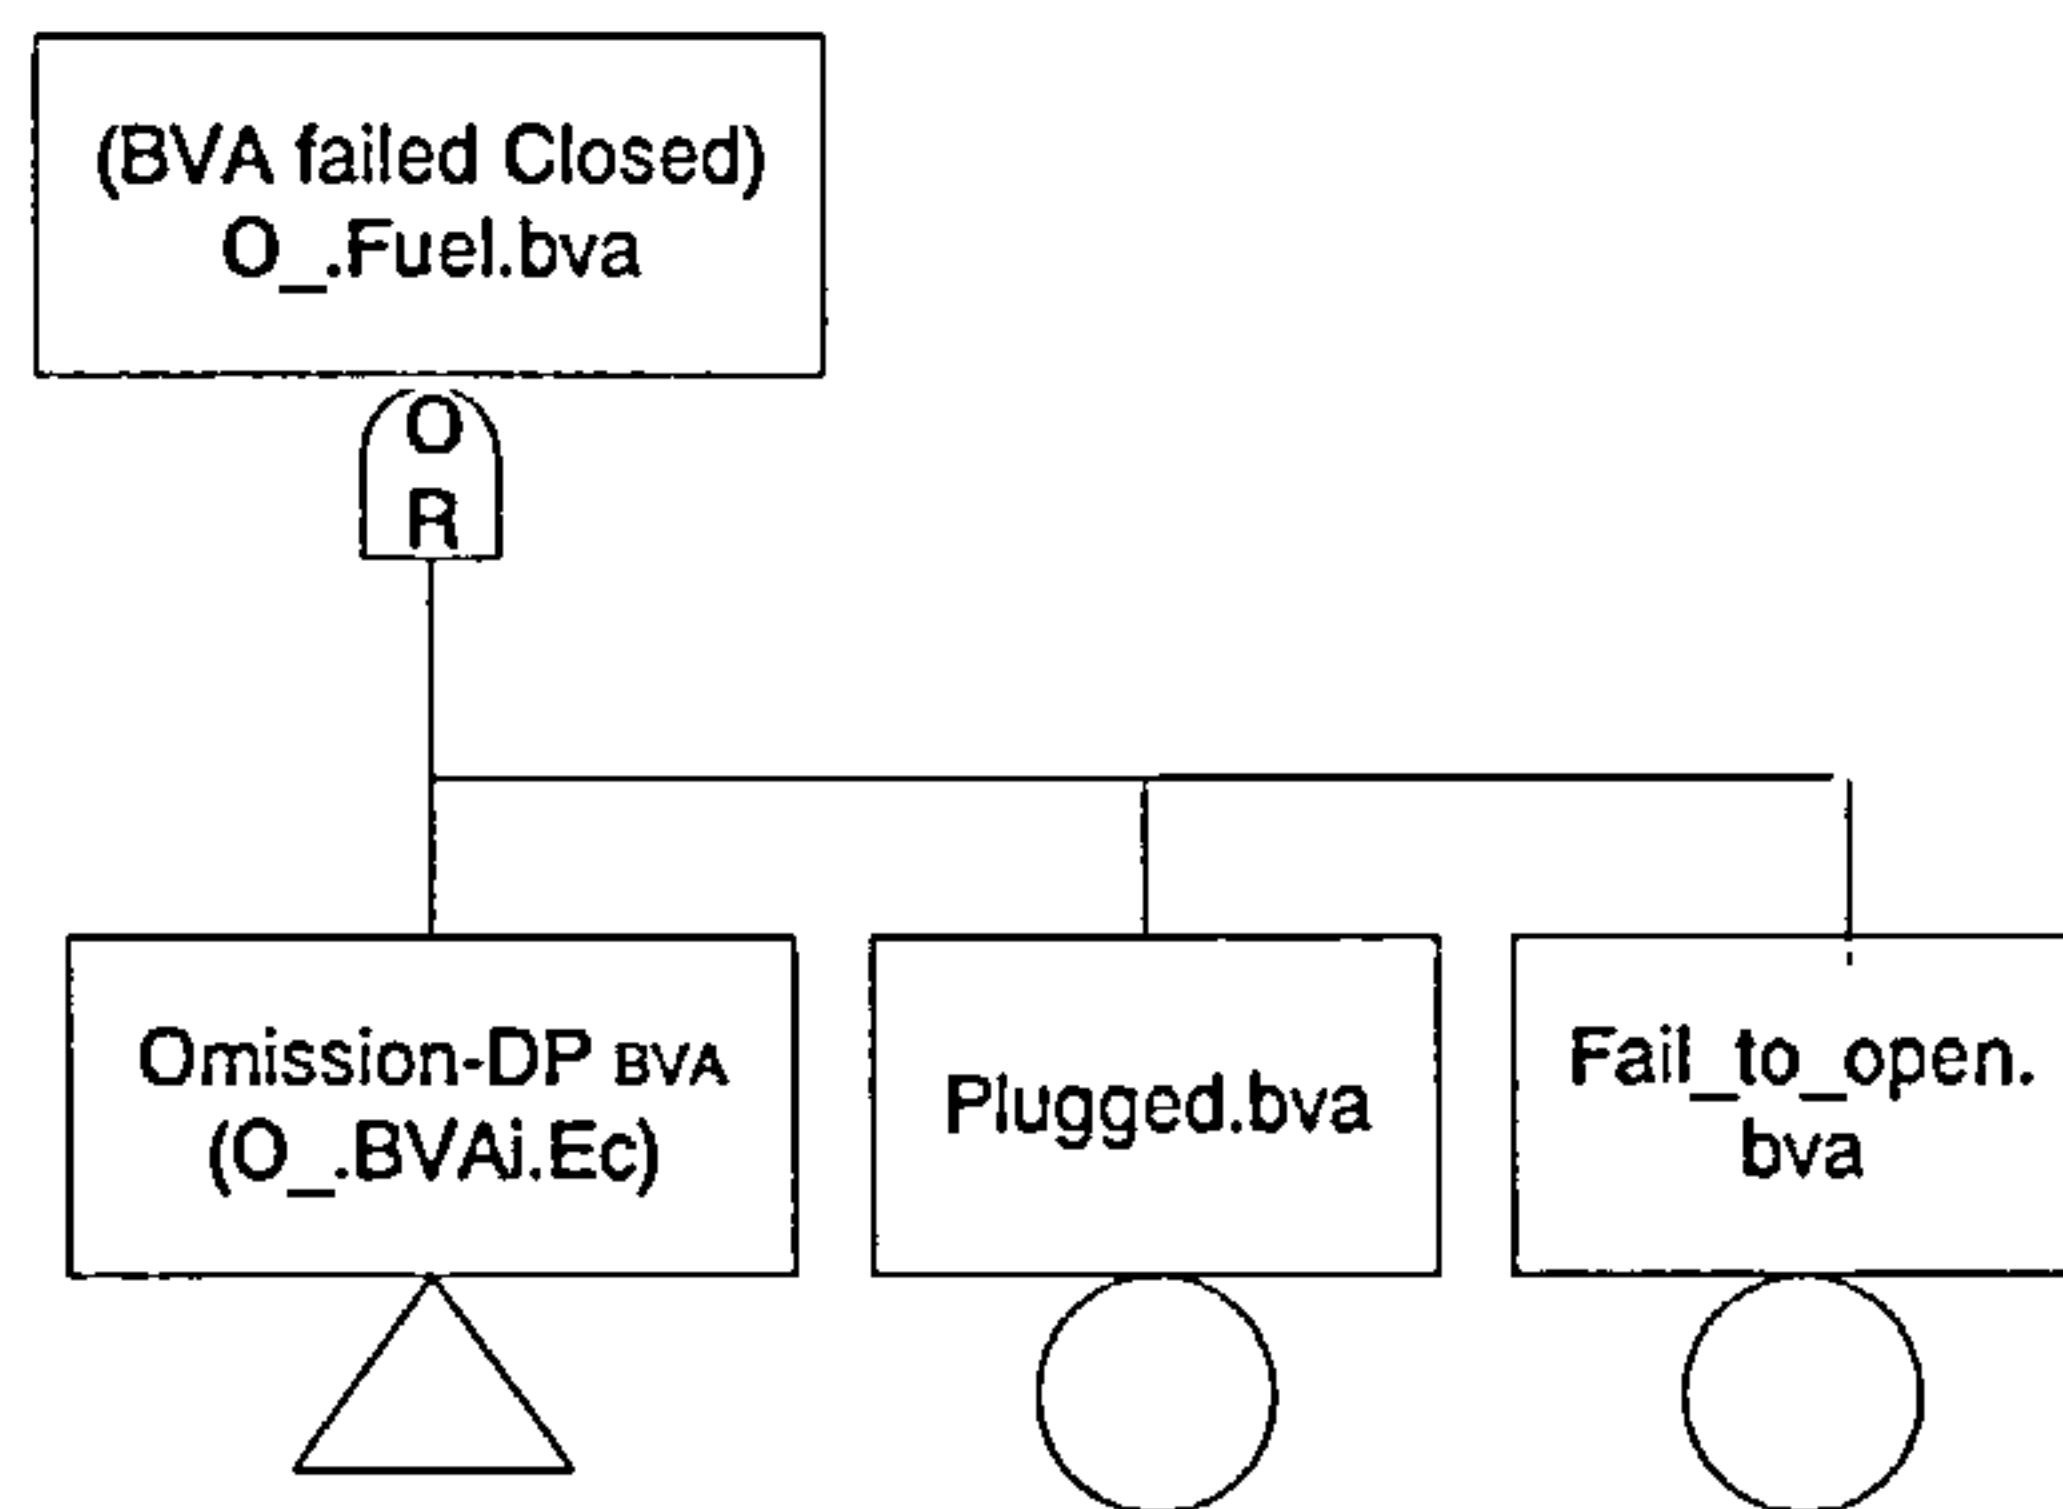 (BVA failed Closed)
O_.Fuel.bva
O
R
Omission-DP BVA
(O_.BVAi.Ec)
Plugged.bva
Fail_to_open.
bva